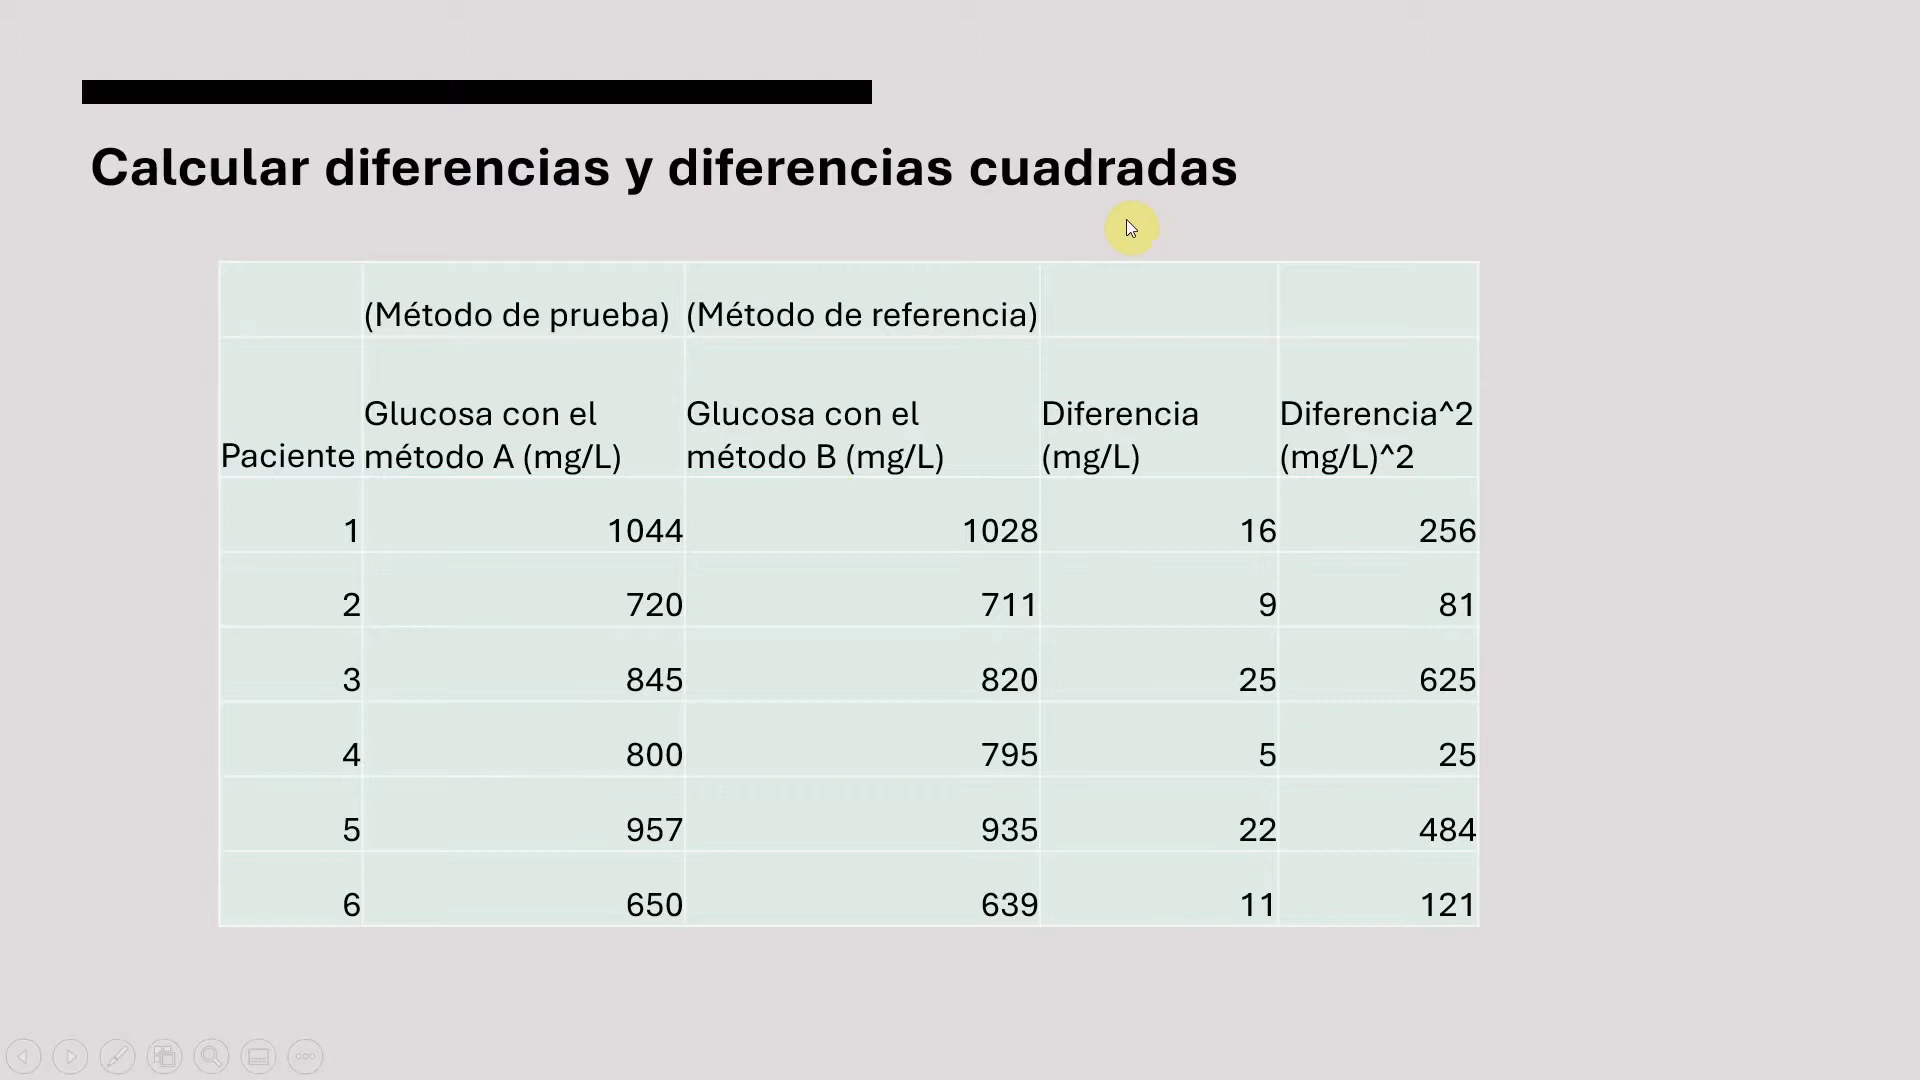 Calcular diferencias y diferencias cuadradas
(Método de prueba) (Método de referencia)
Paciente Glucosa con el método A (mg/L) Glucosa con el método B (mg/L) Diferencia (mg/L) Diferencia^2 (mg/L)^2
1 1044 1028 16 256
2 720 711 9 81
3 845 820 25 625
4 800 795 5 25
5 957 935 22 484
6 650 639 11 121